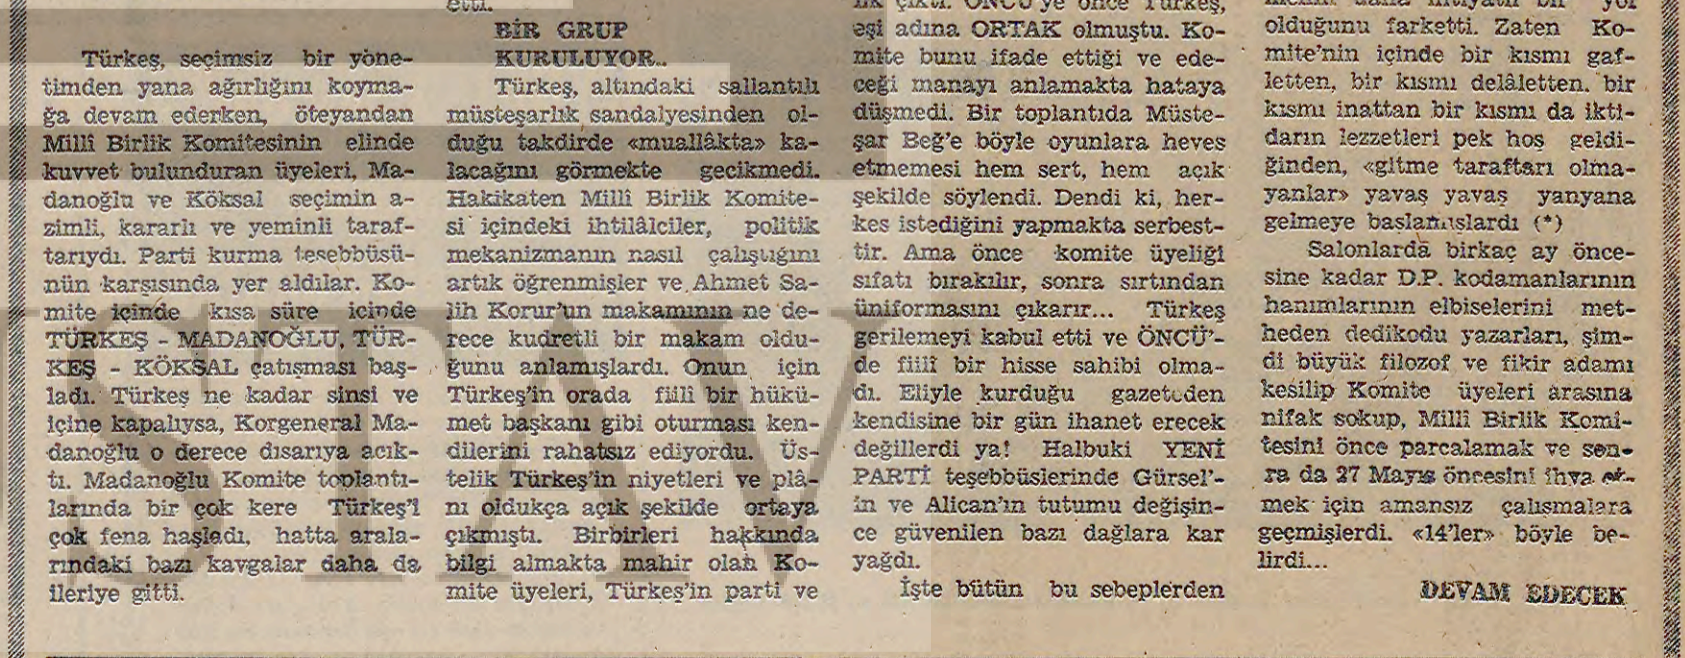 Türkeş, seçimsiz bir yöne-
timden yana ağırlığını koyma-
ğa devam ederken, öteyandan
Millî Birlik Komitesinin elinde
kuvvet bulunduran üyeleri, Ma-
danoğlu ve Köksal seçimin a-
zimli, kararlı ve yeminli taraf-
tarıydı. Parti kurma teşebbüsü-
nün karşısında yer aldılar. Ko-
mite içinde kısa süre içinde
TÜRKEŞ - MADANOĞLU, TÜR-
KEŞ - KÖKSAL çatışması baş-
ladı. Türkeş ne kadar sinsi ve
içine kapalıysa, Korgeneral Ma-
danoğlu o derece dışarıya açık-
tı. Madanoğlu Komite toplantı-
larında bir çok kere Türkeş'i
çok fena haşladı, hatta arala-
rındaki bazı kavgalar daha da
ileriye gitti.
etti.
BİR GRUP
KURULUYOR..
Türkeş, altındaki sallantılı
müsteşarlık sandalyesinden ol-
duğu takdirde «muallâkta» ka-
lacağını görmekte gecikmedi.
Hakikaten Millî Birlik Komite-
si içindeki ihtilâlciler, politik
mekanizmanın nasıl çalıştığını
artık öğrenmişler ve Ahmet Sa-
lih Korur'un makamının ne de-
rece kudretli bir makam oldu-
ğunu anlamışlardı. Onun için
Türkeş'in orada fiilî bir hükü-
met başkanı gibi oturması ken-
dilerini rahatsız ediyordu. Üs-
telik Türkeş'in niyetleri ve plâ-
nı oldukça açık şekilde ortaya
çıkmıştı. Birbirleri hakkında
bilgi almakta mahir olan Ko-
mite üyeleri, Türkeş'in parti ve
lik çıktı. ÖNCÜ'ye önce Türkeş,
eşi adına ORTAK olmuştu. Ko-
mite bunu ifade ettiği ve ede-
ceği manayı anlamakta hataya
düşmedi. Bir toplantıda Müste-
şar Beğ'e böyle oyunlara heves
etmemesi hem sert, hem açık
şekilde söylendi. Dendi ki, her-
kes istediğini yapmakta serbest-
tir. Ama önce komite üyeliği
sıfatı bırakılır, sonra sırtından
üniformasını çıkarır... Türkeş
gerilemeyi kabul etti ve ÖNCÜ'-
de fiilî bir hisse sahibi olma-
dı. Eliyle kurduğu gazeteden
kendisine bir gün ihanet erecek
değillerdi ya! Halbuki YENİ
PARTİ teşebbüslerinde Gürsel'-
in ve Alican'ın tutumu değişin-
ce güvenilen bazı dağlara kar
yağdı.
İşte bütün bu sebeplerden
daha ihtiyatlı bir yol
olduğunu farketti. Zaten Ko-
mite'nin içinde bir kısmı gaf-
letten, bir kısmı delâletten. bir
kısmı inattan bir kısmı da ikti-
darın lezzetleri pek hoş geldi-
ğinden, «gitme taraftarı olma-
yanlar» yavaş yavaş yanyana
gelmeye başlamışlardı (*)
Salonlarda birkaç ay önce-
sine kadar D.P. kodamanlarının
hanımlarının elbiselerini met-
heden dedikodu yazarları, şim-
di büyük filozof ve fikir adamı
kesilip Komite üyeleri arasına
nifak sokup, Millî Birlik Komi-
tesini önce parcalamak ve son-
ra da 27 Mayıs öncesini ihya et-
mek için amansız çalışmalara
geçmişlerdi. «14'ler» böyle be-
lirdi...
DEVAM EDECEK